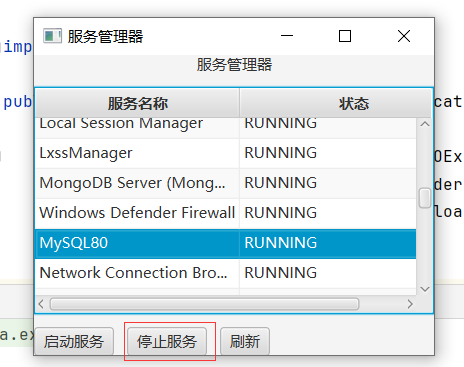 服务管理器
服务管理器
imp
pub
服务名称 状态
cat
Local Session Manager RUNNING
LxssManager RUNNING
OEx
MongoDB Server (Mong... RUNNING
der
Windows Defender Firewall RUNNING
loa
MySQL80 RUNNING
Network Connection Bro... RUNNING
a.ex
启动服务 停止服务 刷新